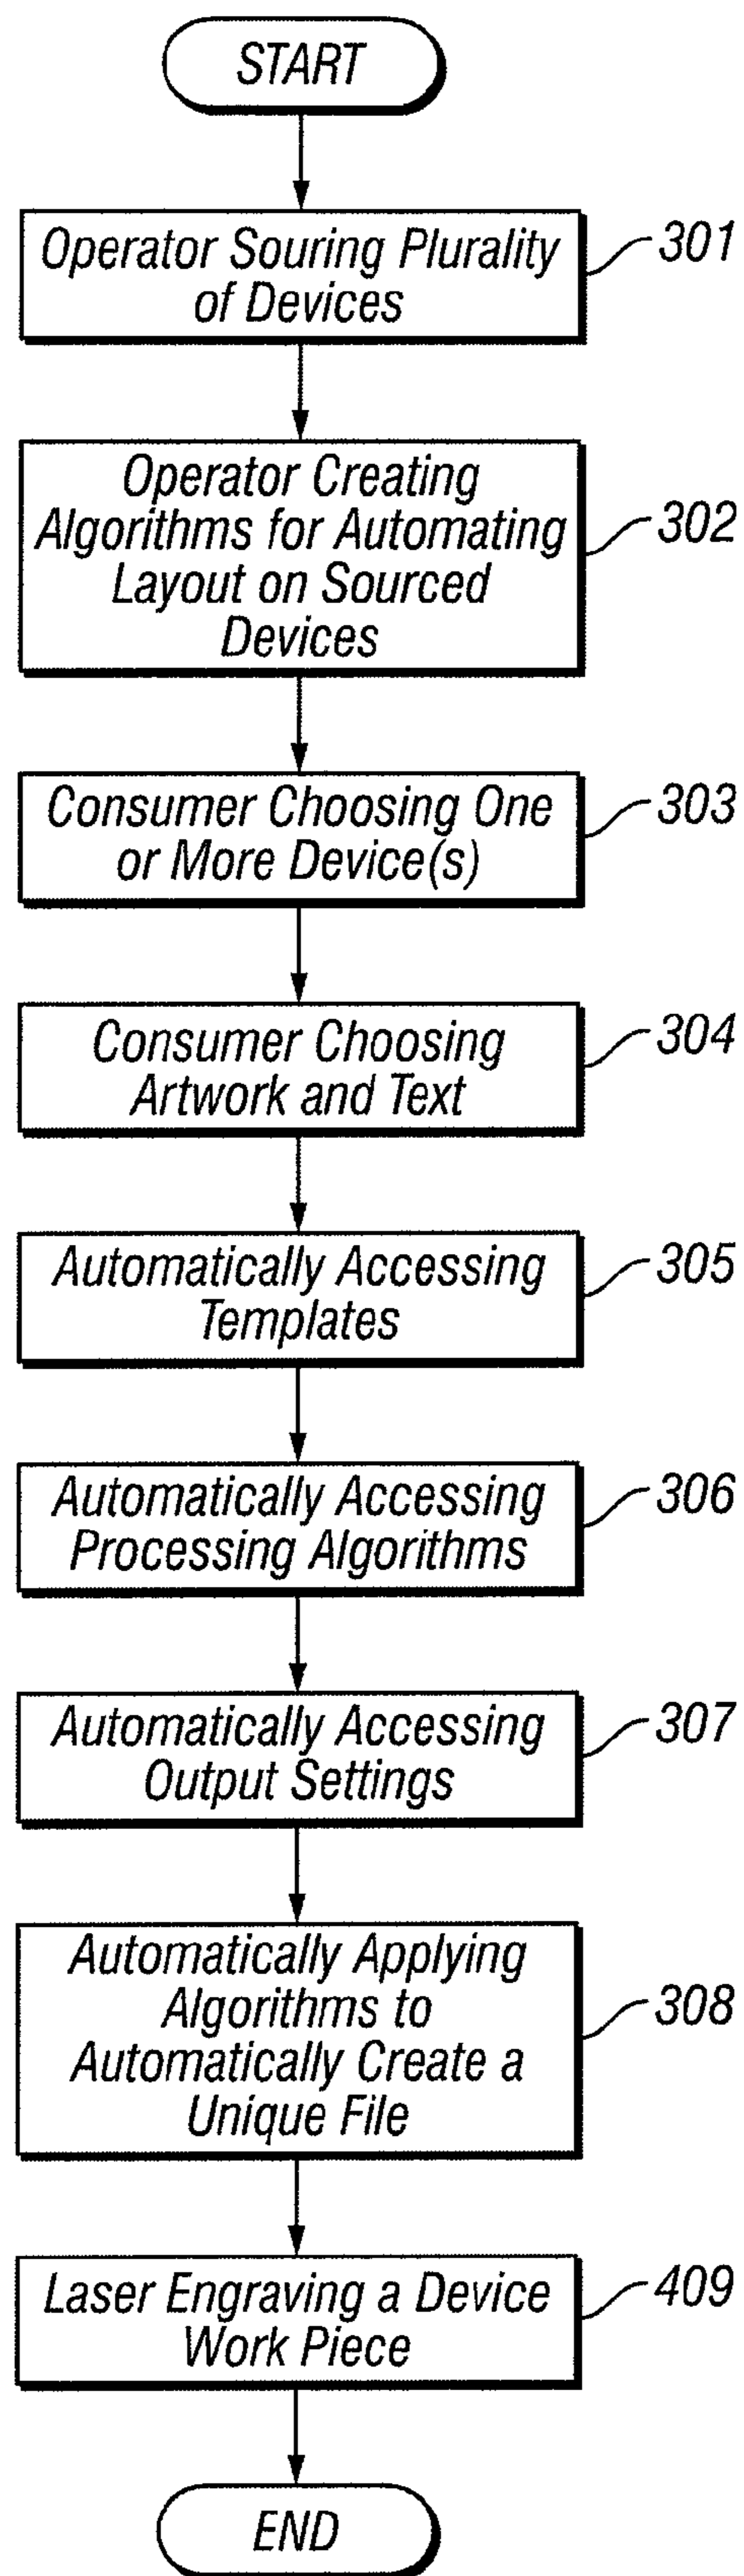 START
Operator Souring Plurality
of Devices
301
Operator Creating
Algorithms for Automating
Layout on Sourced
Devices
302
Consumer Choosing One
or More Device(s)
303
Consumer Choosing
Artwork and Text
304
Automatically Accessing
Templates
305
Automatically Accessing
Processing Algorithms
306
Automatically Accessing
Output Settings
307
Automatically Applying
Algorithms to
Automatically Create a
Unique File
308
Laser Engraving a Device
Work Piece
409
END